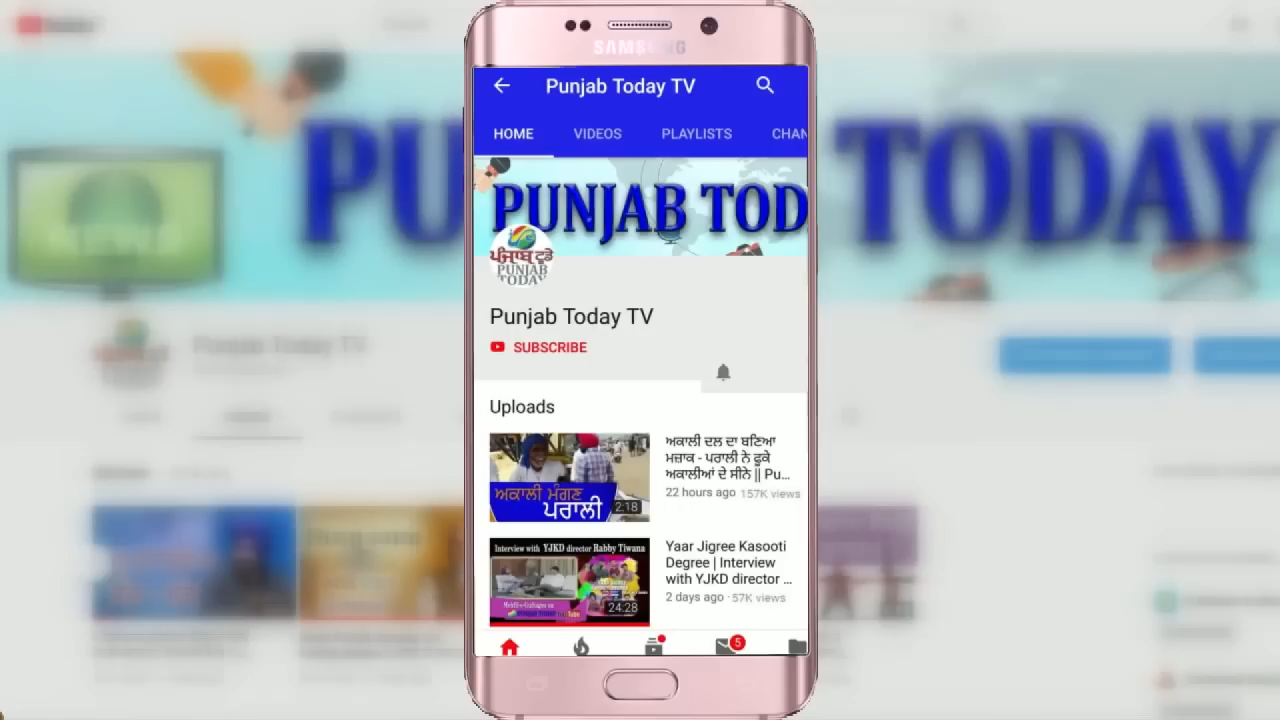 SAMSUNG
Punjab Today TV
HOME VIDEOS PLAYLISTS CHAN
PUNJAB TOD
ਪੰਜਾਬ ਟੂਡੇ
PUNJAB
TODAY
Punjab Today TV
SUBSCRIBE
Uploads
ਅਕਾਲੀ ਮੰਗਣ
ਪਰਾਲੀ
2:18
ਅਕਾਲੀ ਦਲ ਦਾ ਬਣਿਆ
ਮਜ਼ਾਕ - ਪਰਾਲੀ ਨੇ ਫੂਕੇ
ਅਕਾਲੀਆਂ ਦੇ ਸੀਨੇ || Pu...
22 hours ago 157K views
Interview with YJKD director Rabby Tiwana
24:28
Yaar Jigree Kasooti
Degree | Interview
with YJKD director ...
2 days ago · 57K views
5
PU TODAY
Punjab Today TV